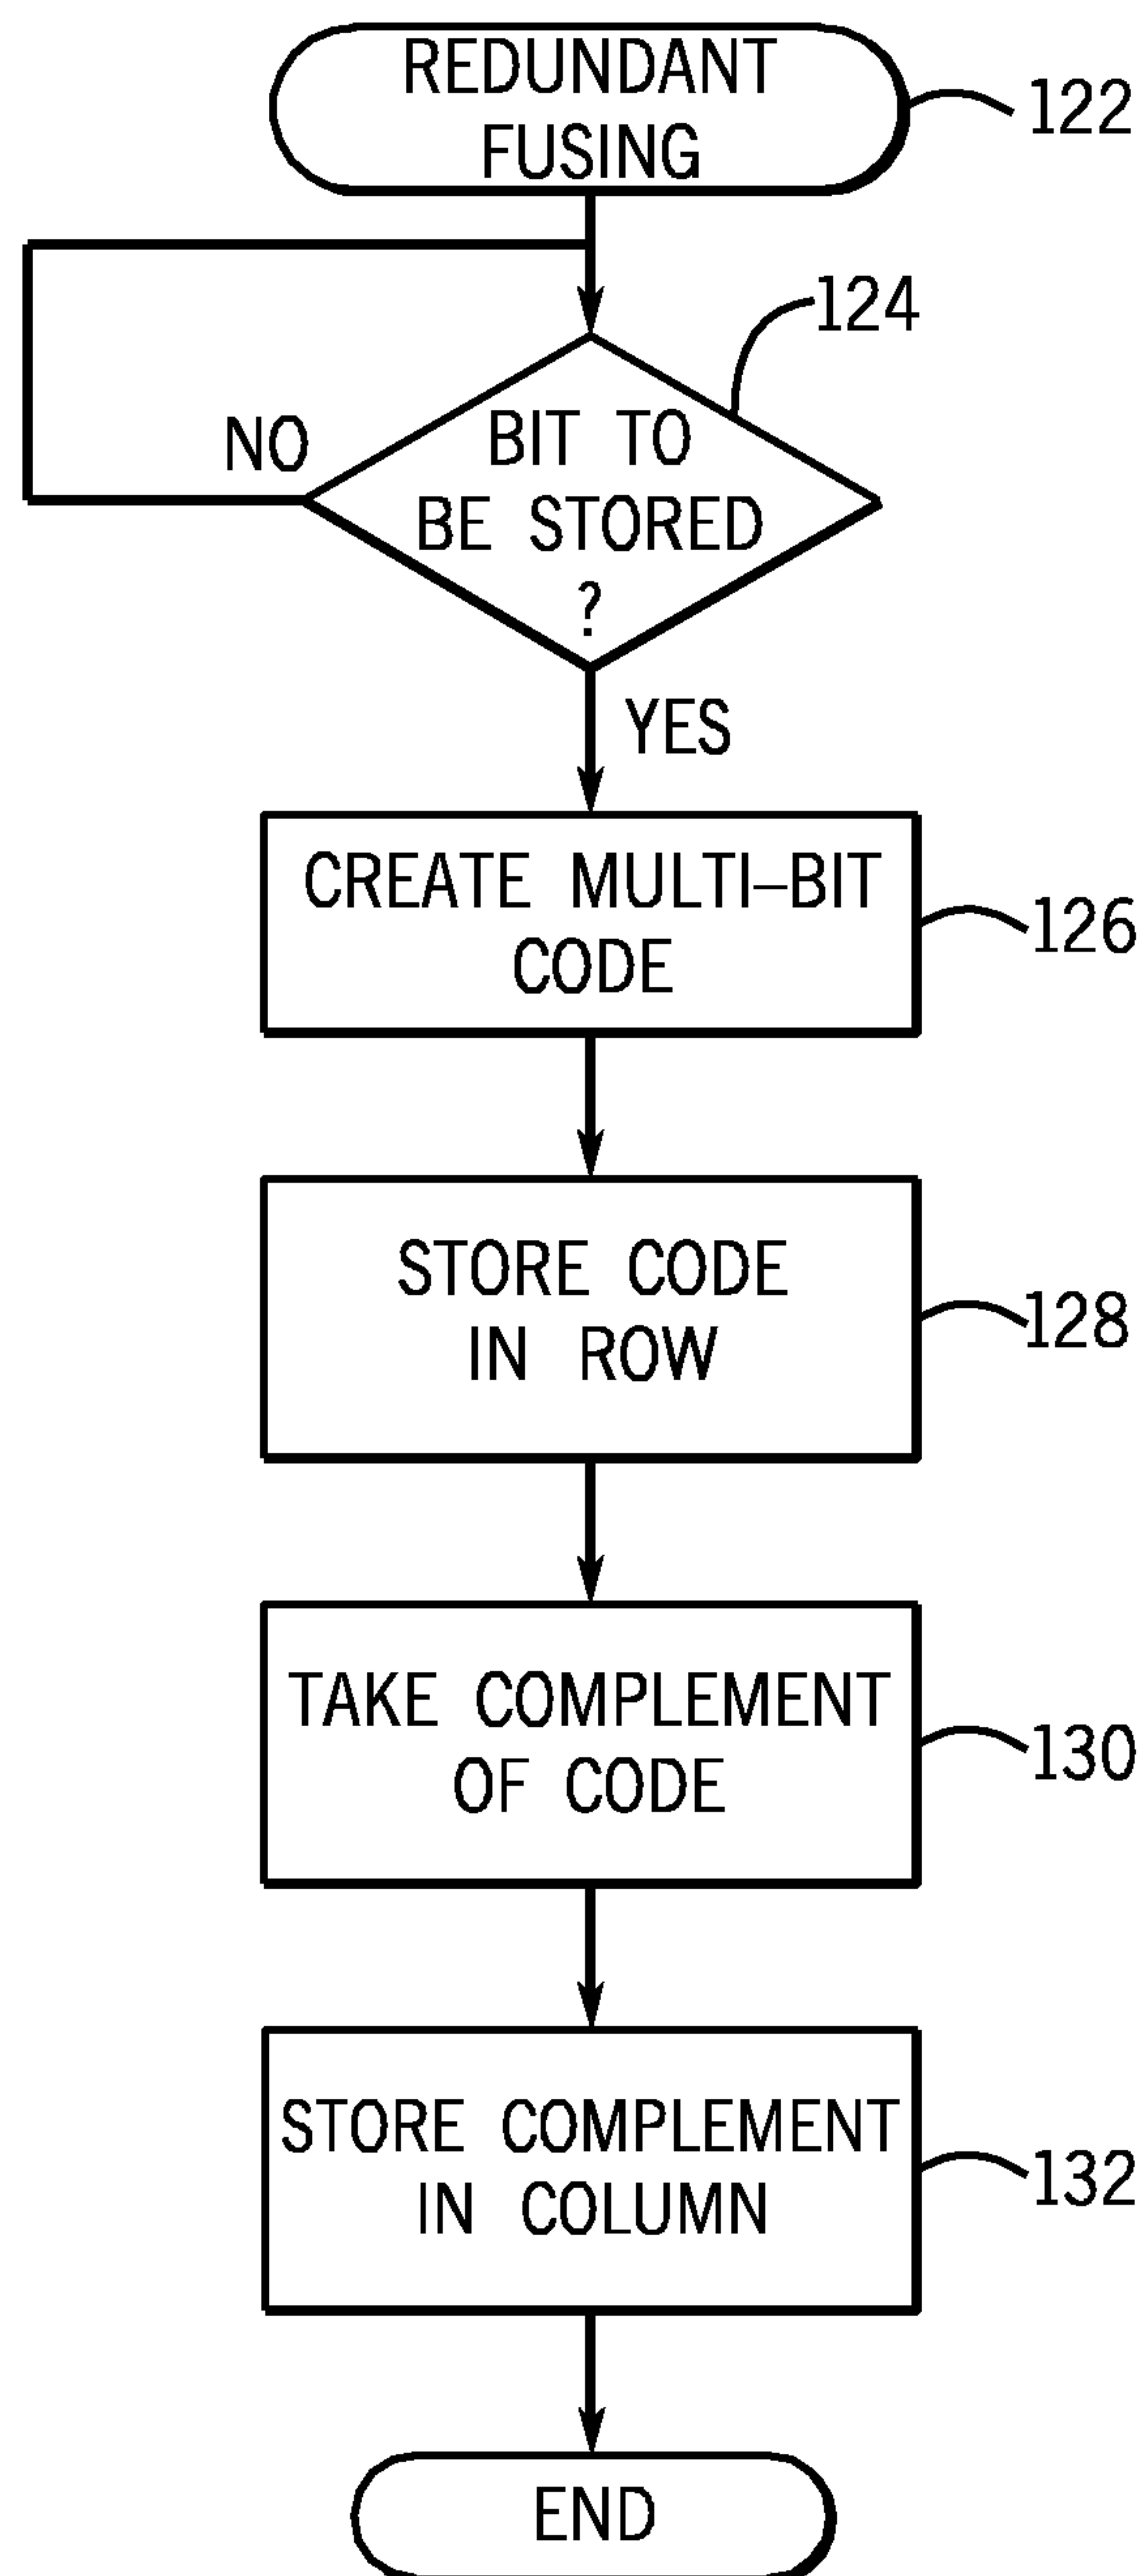 REDUNDANT
FUSING
122
124
NO
BIT TO
BE STORED
?
YES
CREATE MULTI–BIT
CODE
126
STORE CODE
IN ROW
128
TAKE COMPLEMENT
OF CODE
130
STORE COMPLEMENT
IN COLUMN
132
END